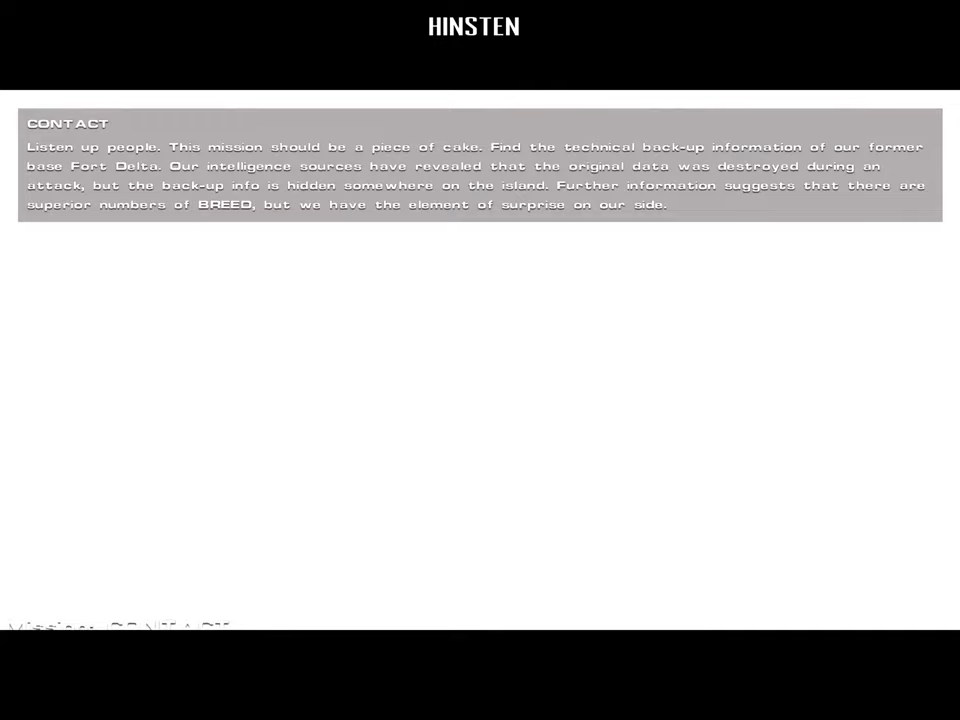 HINSTEN
CONTACT
Listen up people. This mission should be a piece of cake. Find the technical back-up information of our former
base Fort Delta. Our intelligence sources have revealed that the original data was destroyed during an
attack, but the back-up info is hidden somewhere on the island. Further information suggests that there are
superior numbers of BREED, but we have the element of surprise on our side.
Mission: CONTACT